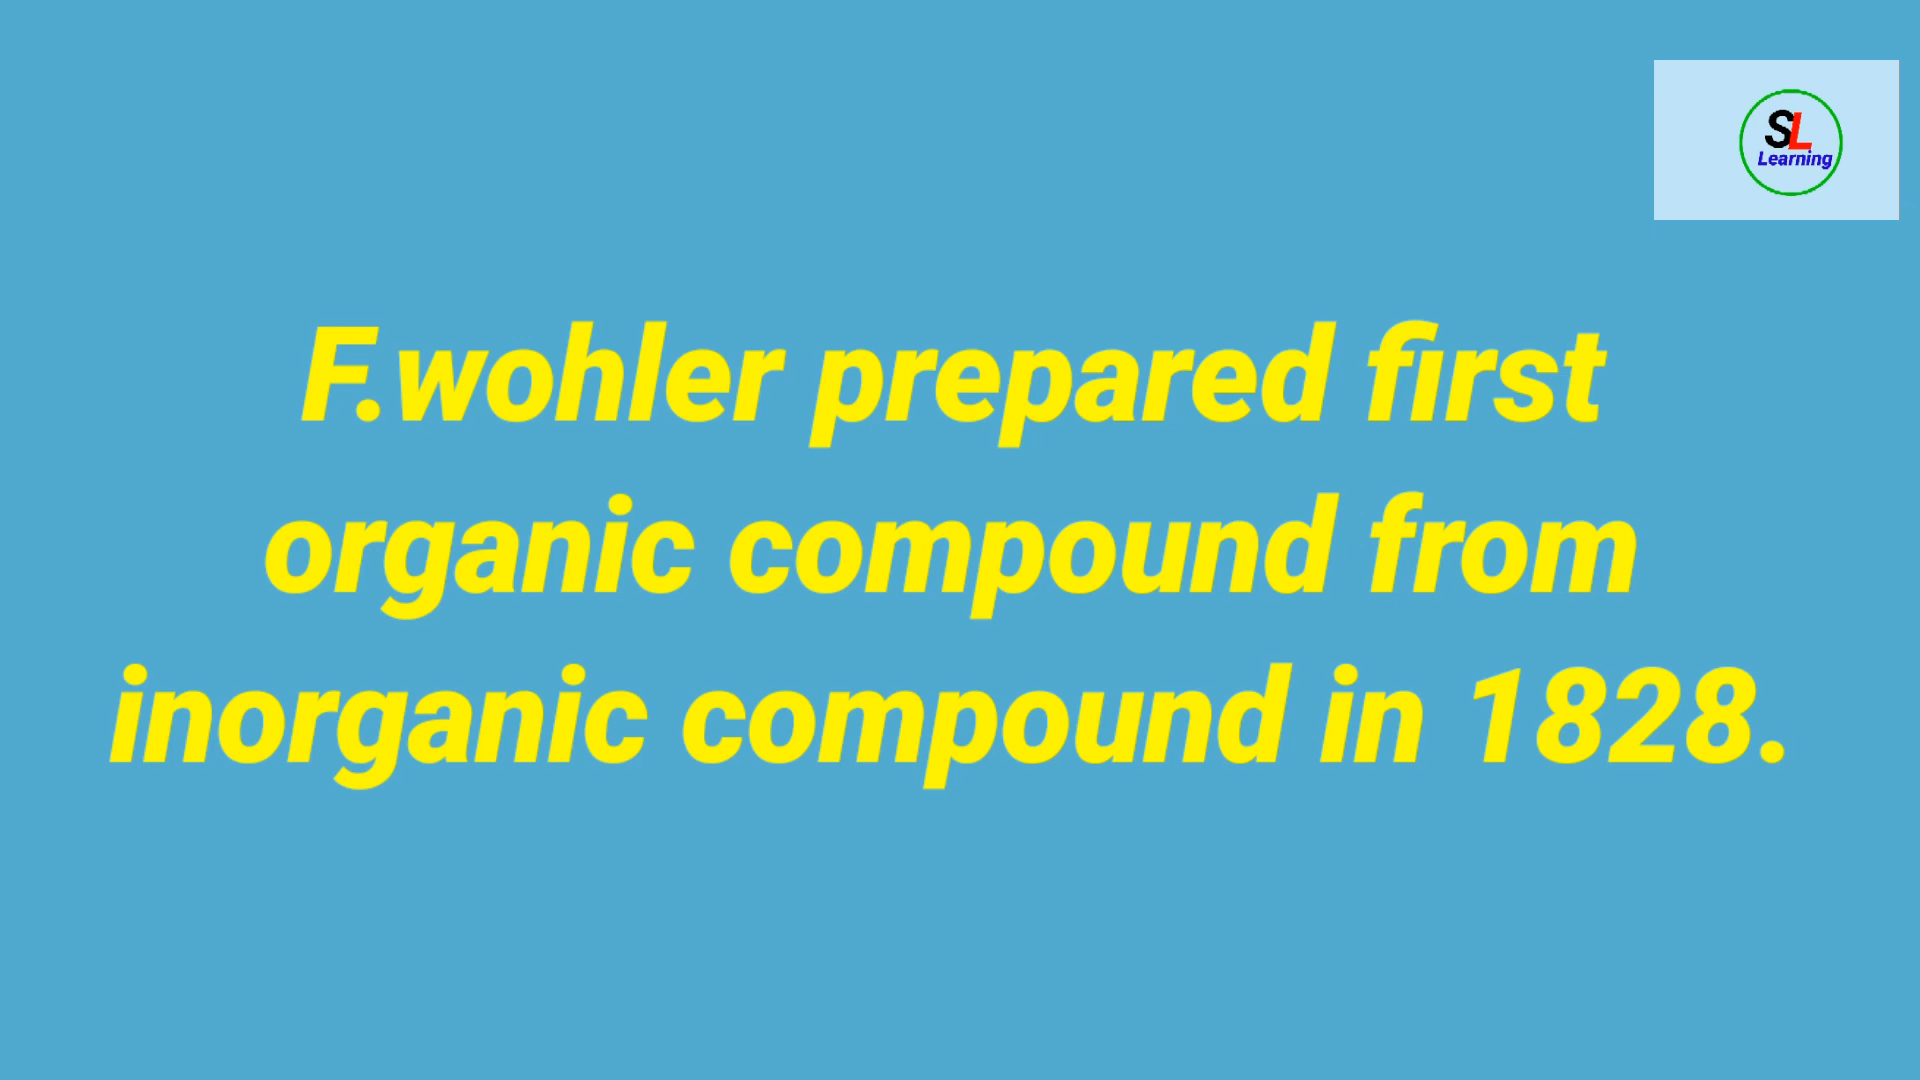 SL
Learning
F.wohler prepared first
organic compound from
inorganic compound in 1828.